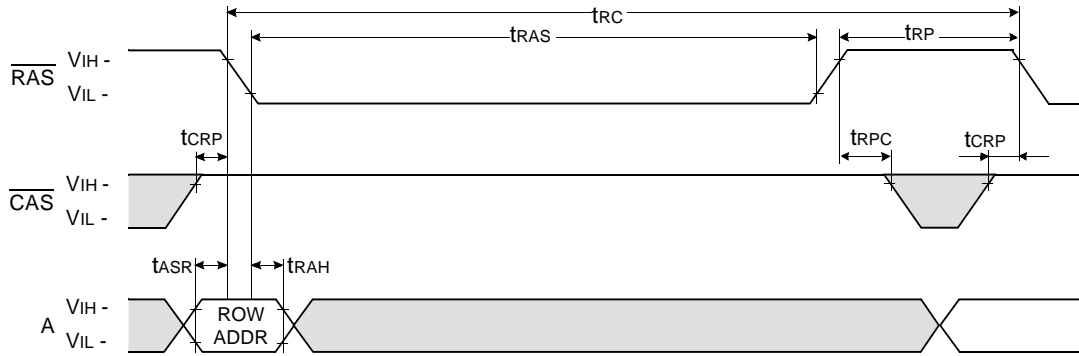 tRC
tRAS
tRP
RAS
VIH -
VIL -
tCRP
tRPC
tCRP
CAS
VIH -
VIL -
tASR
tRAH
A
VIH -
VIL -
ROW
ADDR